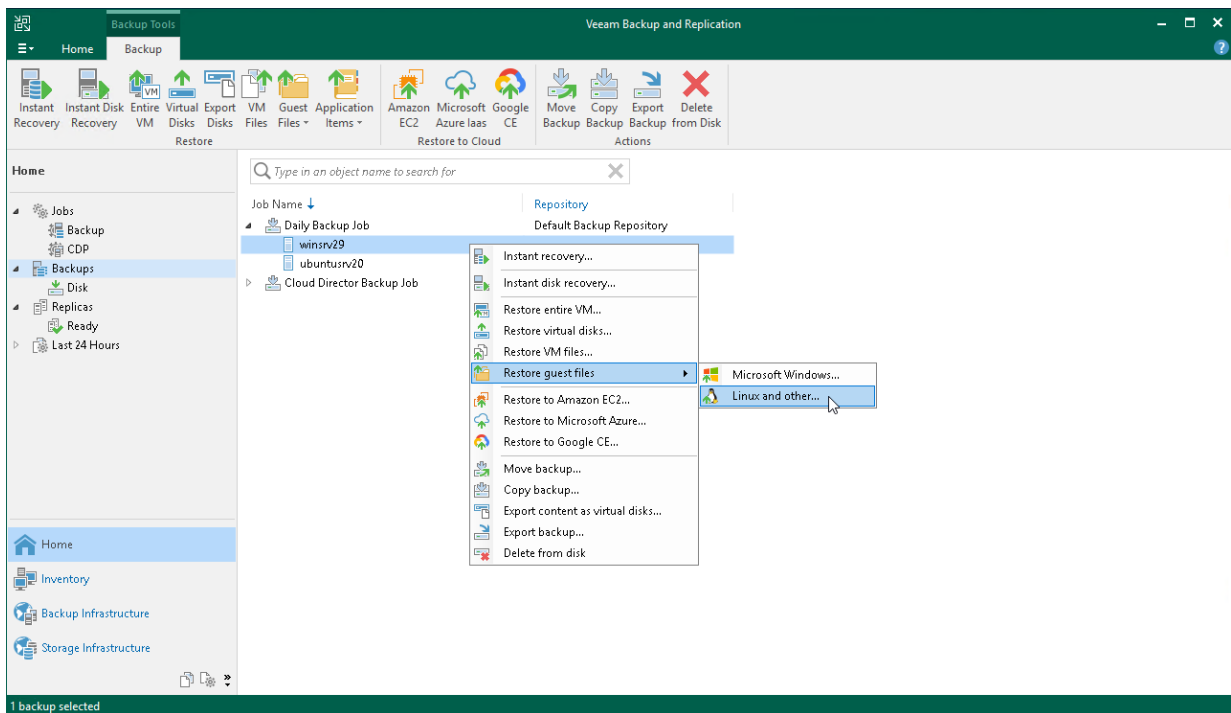 Backup Tools
Veeam Backup and Replication
Home
Backup
?
Instant Recovery
Instant Disk Recovery
Entire VM
Virtual Disks
Export Disks
VM Files
Guest Files
Application Items
Amazon EC2
Microsoft Azure Iaas
Google CE
Move Backup
Copy Backup
Export Backup
Delete from Disk
Restore
Restore to Cloud
Actions
Home
Type in an object name to search for
Jobs
Backup
CDP
Backups
Disk
Replicas
Ready
Last 24 Hours
Job Name
Repository
Daily Backup Job
Default Backup Repository
winsrv29
ubuntusrv20
Cloud Director Backup Job
Instant recovery...
Instant disk recovery...
Restore entire VM...
Restore virtual disks...
Restore VM files...
Restore guest files
Restore to Amazon EC2...
Restore to Microsoft Azure...
Restore to Google CE...
Move backup...
Copy backup...
Export content as virtual disks...
Export backup...
Delete from disk
Microsoft Windows...
Linux and other...
Home
Inventory
Backup Infrastructure
Storage Infrastructure
1 backup selected